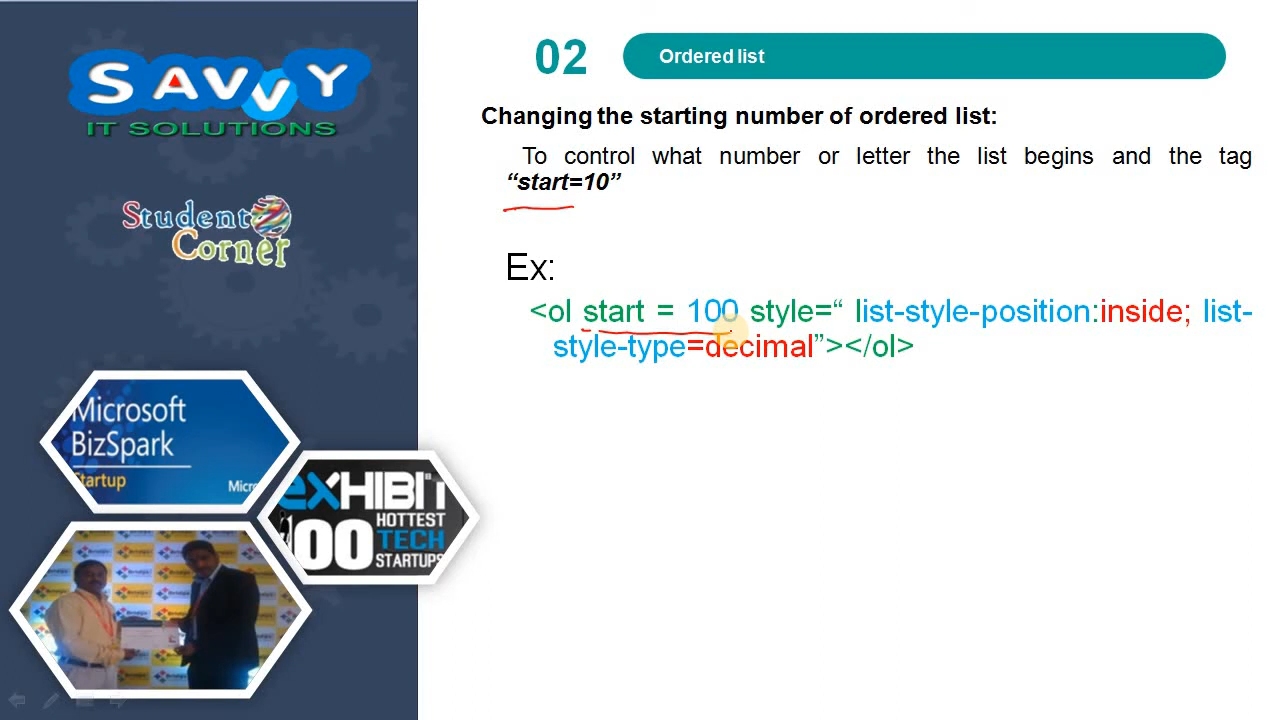 SAVVY
IT SOLUTIONS
Student
Corner
Microsoft
BizSpark
Startup
Micr
eXHIBIT
100
HOTTEST
TECH
STARTUPS
02
Ordered list
Changing the starting number of ordered list:
To control what number or letter the list begins and the tag
“start=10”
Ex:
<ol start = 100 style=“ list-style-position:inside; list-
style-type=decimal”></ol>